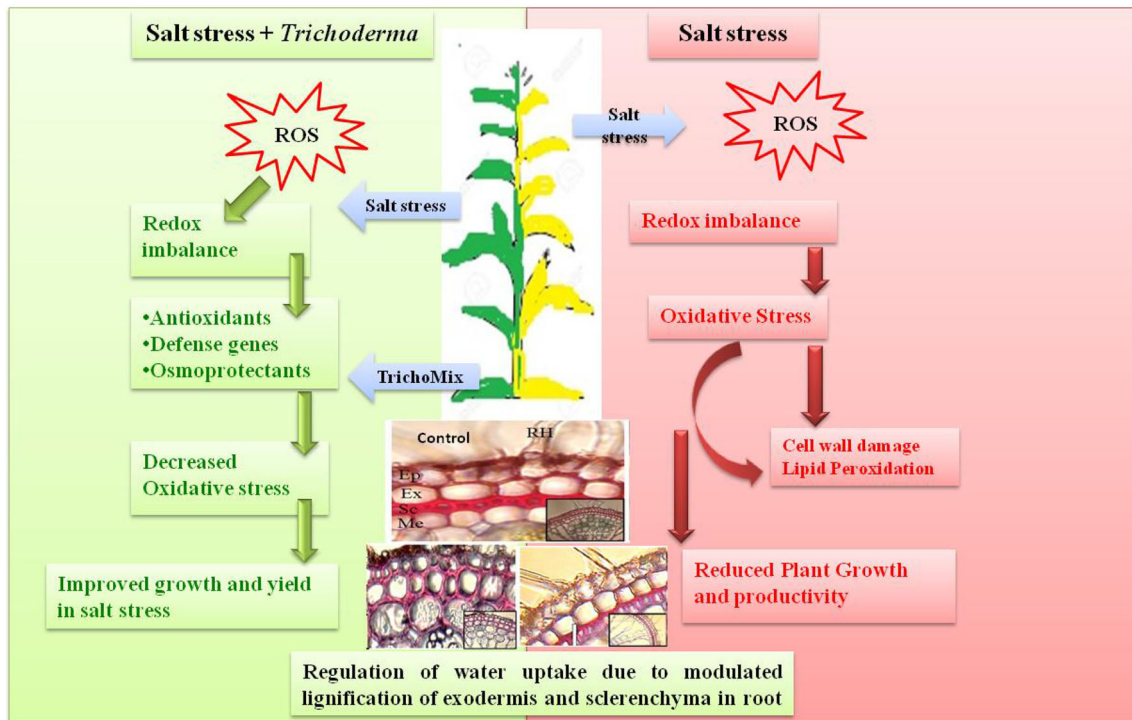 Salt stress + Trichoderma
Salt stress
ROS
ROS
Salt
stress
Salt stress
Redox
imbalance
Redox imbalance
•Antioxidants
•Defense genes
•Osmoprotectants
Oxidative Stress
TrichoMix
Control
RH
Ep
Ex
Sc
Me
Cell wall damage
Lipid Peroxidation
Decreased
Oxidative stress
Improved growth and yield
in salt stress
Reduced Plant Growth
and productivity
Regulation of water uptake due to modulated
lignification of exodermis and sclerenchyma in root